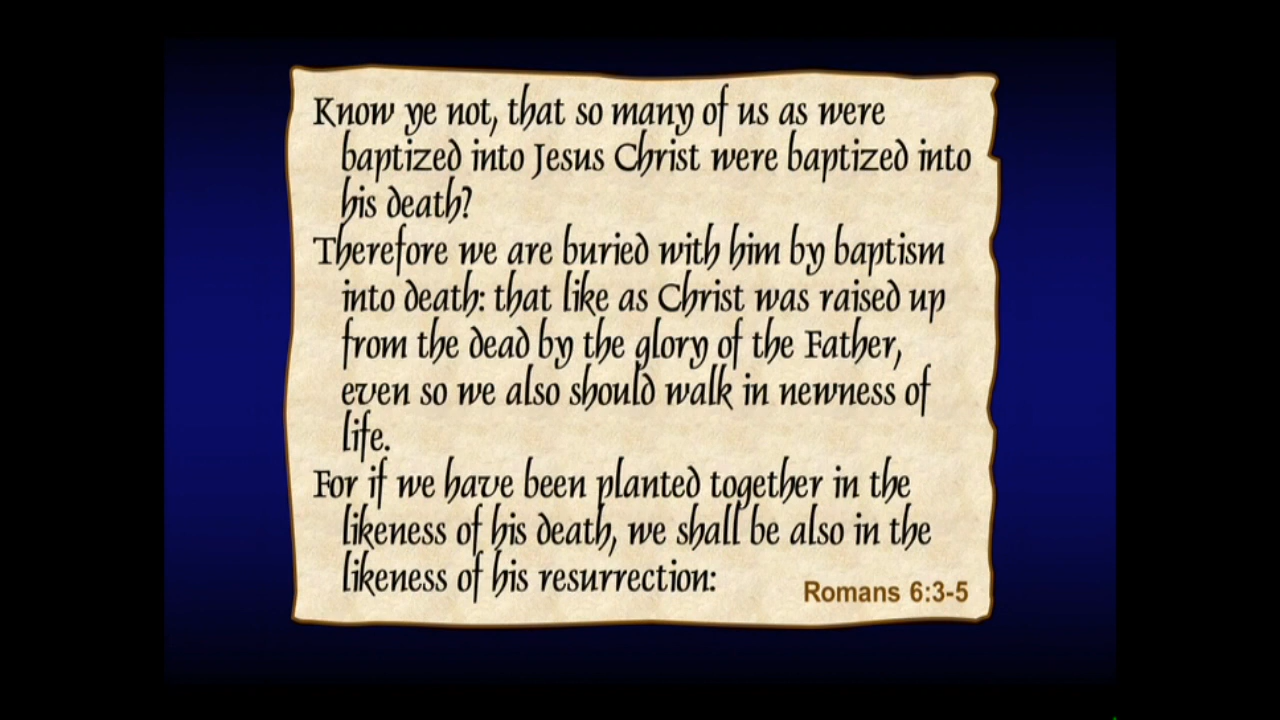 Know ye not, that so many of us as were
baptized into Jesus Christ were baptized into
his death?
Therefore we are buried with him by baptism
into death: that like as Christ was raised up
from the dead by the glory of the Father,
even so we also should walk in newness of
life.
For if we have been planted together in the
likeness of his death, we shall be also in the
likeness of his resurrection:
Romans 6:3-5